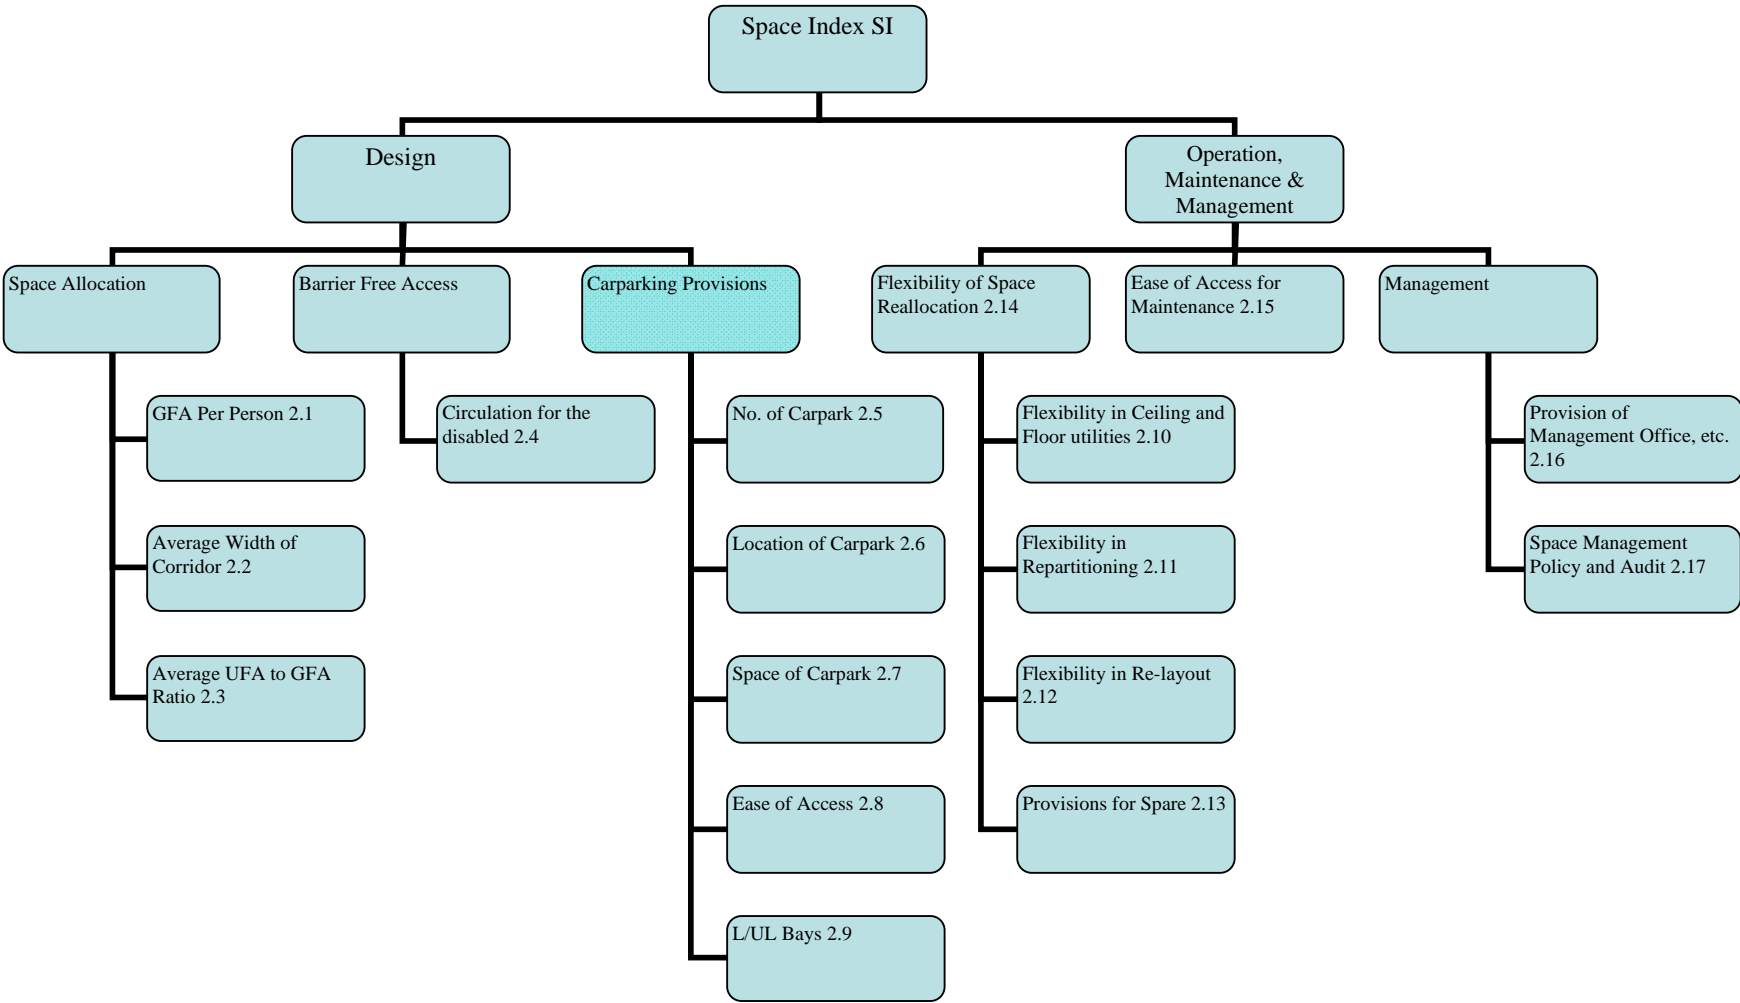 Space Index SI
Design
Operation,
Maintenance &
Management
Space Allocation
Barrier Free Access
Carparking Provisions
Flexibility of Space
Reallocation 2.14
Ease of Access for
Maintenance 2.15
Management
GFA Per Person 2.1
Average Width of
Corridor 2.2
Average UFA to GFA
Ratio 2.3
Circulation for the
disabled 2.4
No. of Carpark 2.5
Location of Carpark 2.6
Space of Carpark 2.7
Ease of Access 2.8
L/UL Bays 2.9
Flexibility in Ceiling and
Floor utilities 2.10
Flexibility in
Repartitioning 2.11
Flexibility in Re-layout
2.12
Provisions for Spare 2.13
Provision of
Management Office, etc.
2.16
Space Management
Policy and Audit 2.17